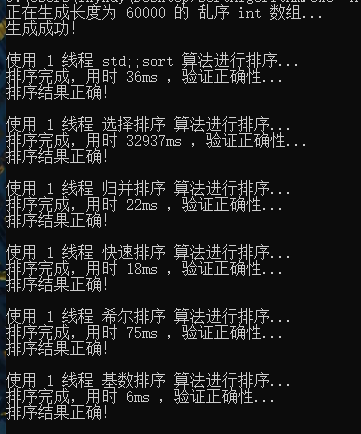 正在生成长度为 60000 的 乱序 int 数组...
生成成功!
使用 1 线程 std;;sort 算法进行排序...
排序完成，用时 36ms ，验证正确性...
排序结果正确!
使用 1 线程 选择排序 算法进行排序...
排序完成，用时 32937ms ，验证正确性...
排序结果正确!
使用 1 线程 归并排序 算法进行排序...
排序完成，用时 22ms ，验证正确性...
排序结果正确!
使用 1 线程 快速排序 算法进行排序...
排序完成，用时 18ms ，验证正确性...
排序结果正确!
使用 1 线程 希尔排序 算法进行排序...
排序完成，用时 75ms ，验证正确性...
排序结果正确!
使用 1 线程 基数排序 算法进行排序...
排序完成，用时 6ms ，验证正确性...
排序结果正确!